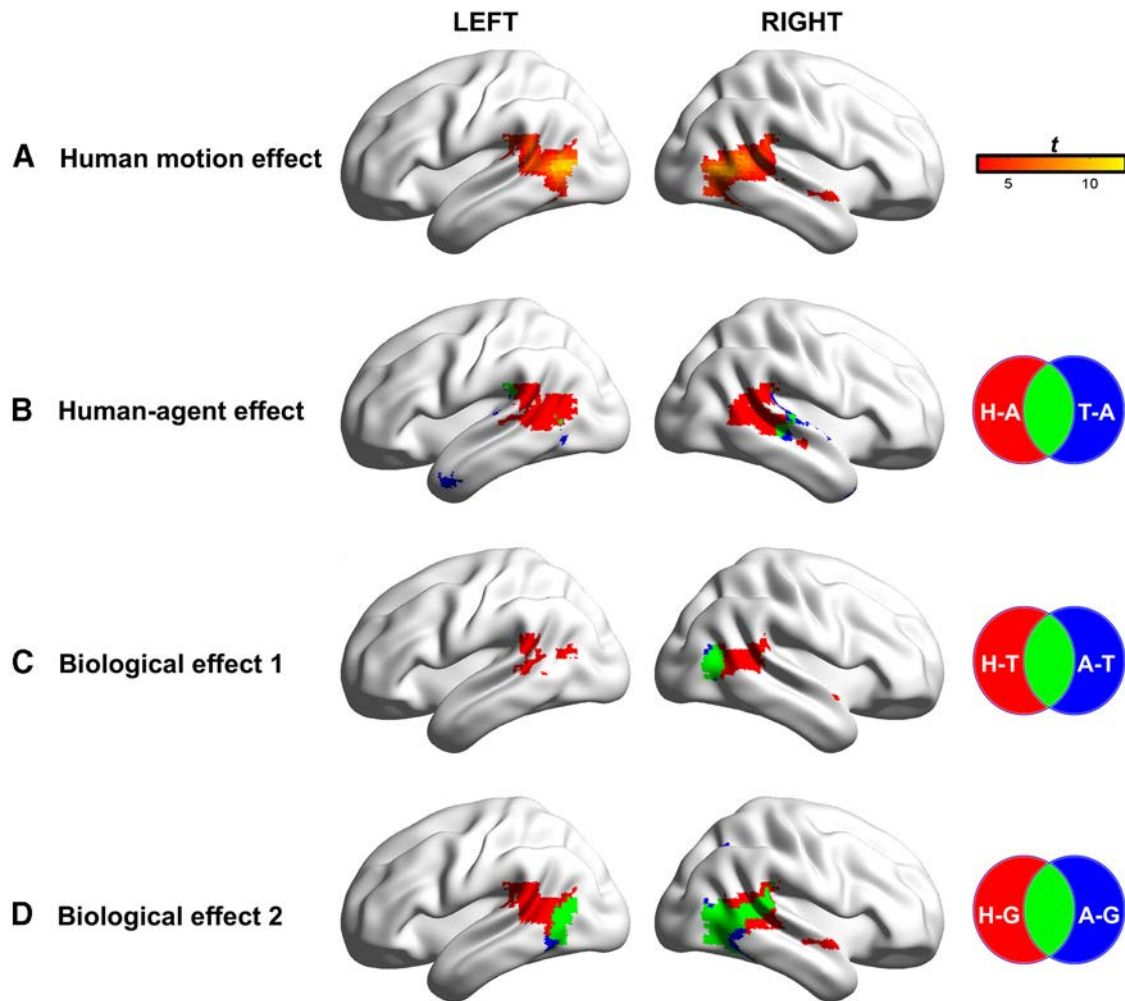 LEFT RIGHT
A Human motion effect
t
5 10
B Human-agent effect
H-A T-A
C Biological effect 1
H-T A-T
D Biological effect 2
H-G A-G